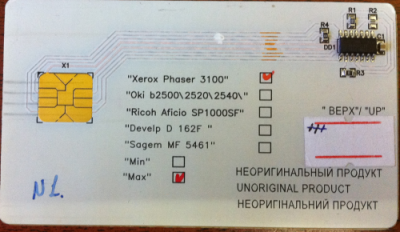 R1 R2
R4
DD1
C1
R3
X1
"Xerox Phaser 3100"
"Oki b2500\2520\2540\"
"Ricoh Aficio SP1000SF"
"Develp D 162F "
"Sagem MF 5461"
"Min"
"Max"
" ВЕРХ"/ "UP"
НЕОРИГИНАЛЬНЫЙ ПРОДУКТ
UNORIGINAL PRODUCT
НЕОРИГІНАЛЬНИЙ ПРОДУКТ
N1.